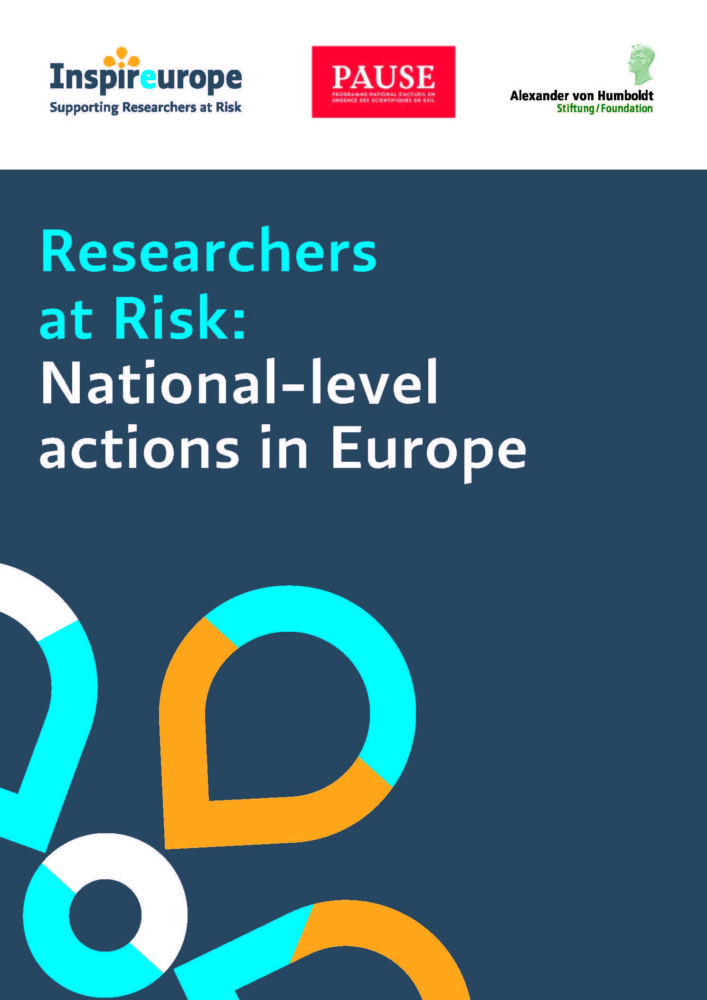 Inspireurope
Supporting Researchers at Risk
PAUSE
PROGRAMME NATIONAL D'ACCUEIL EN
URGENCE DES SCIENTIFIQUES EN EXIL
Alexander von Humboldt
Stiftung/Foundation
Researchers
at Risk:
National-level
actions in Europe